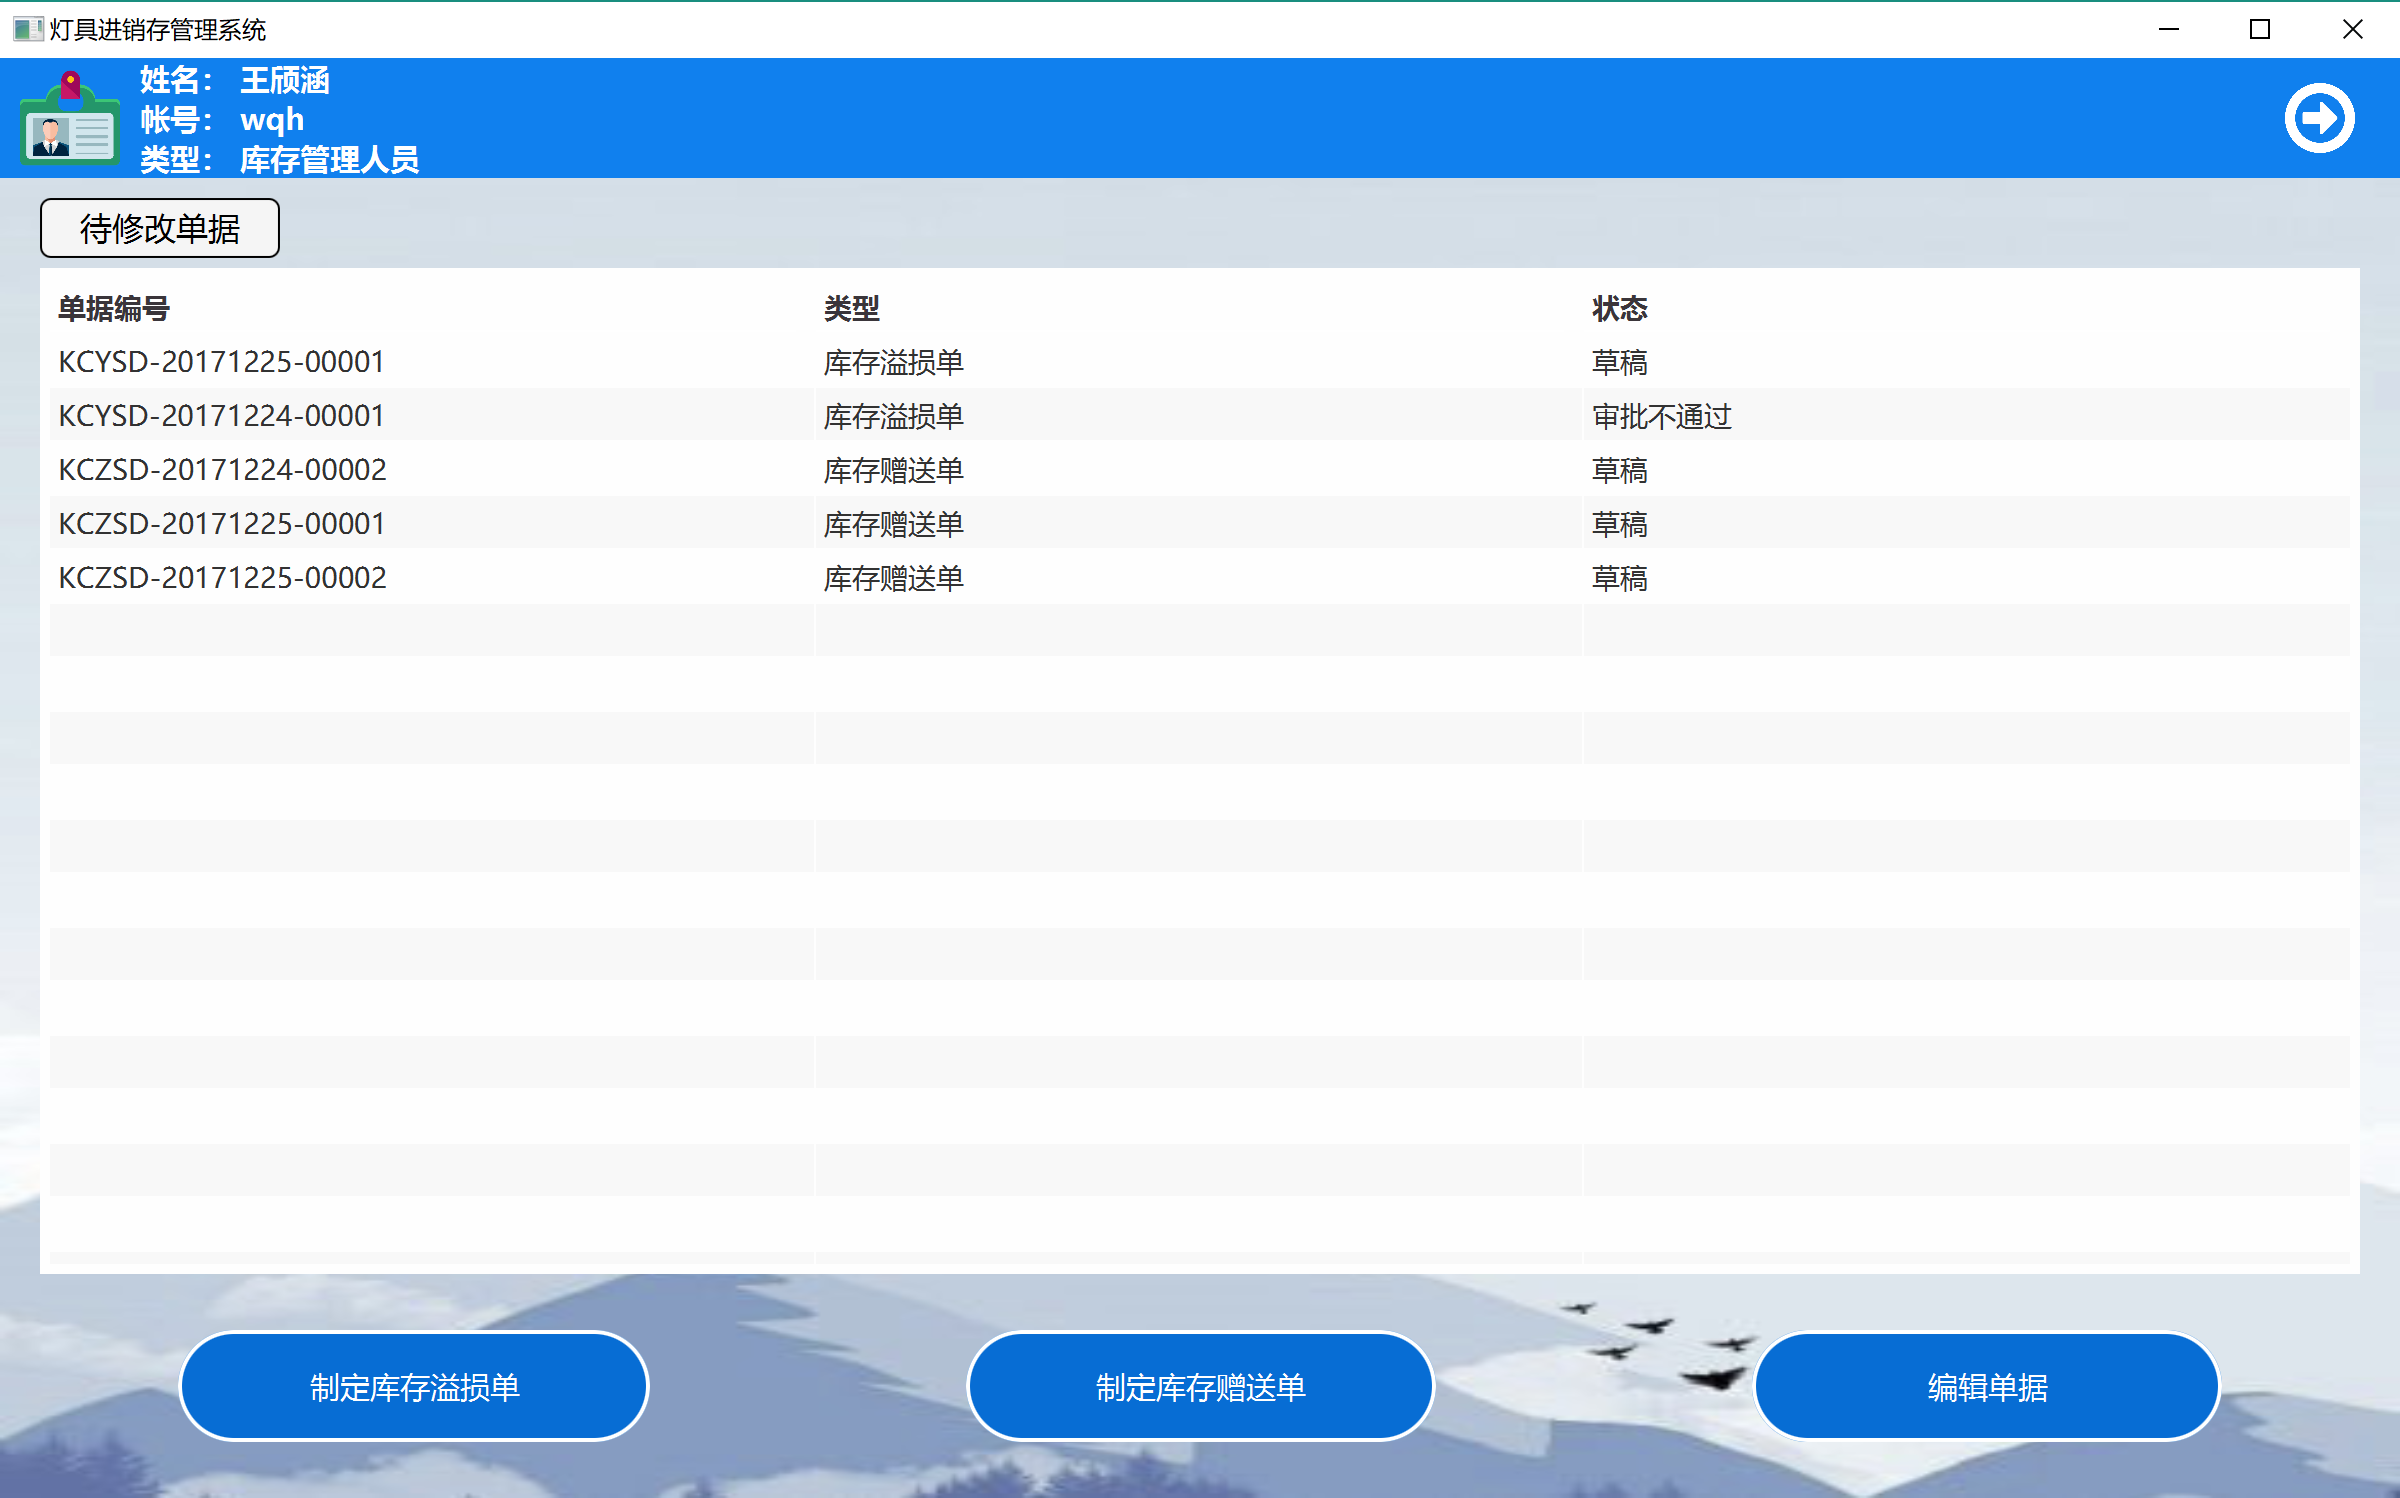 灯具进销存管理系统
姓名： 王颀涵
帐号： wqh
类型： 库存管理人员
待修改单据
单据编号 类型 状态
KCYSD-20171225-00001 库存溢损单 草稿
KCYSD-20171224-00001 库存溢损单 审批不通过
KCZSD-20171224-00002 库存赠送单 草稿
KCZSD-20171225-00001 库存赠送单 草稿
KCZSD-20171225-00002 库存赠送单 草稿
制定库存溢损单 制定库存赠送单 编辑单据